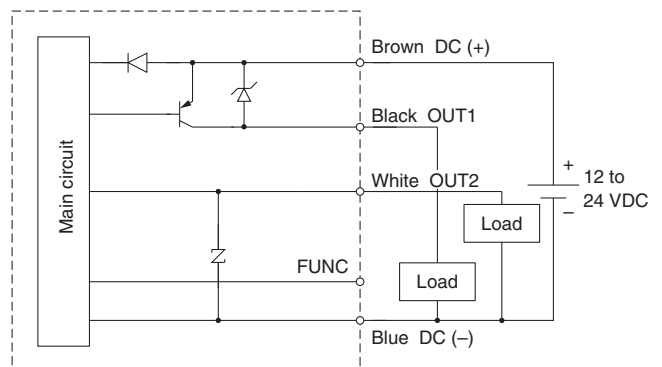 Brown DC (+)
Black OUT1
White OUT2
+
12 to
24 VDC
–
Load
Main circuit
FUNC
Load
Blue DC (–)